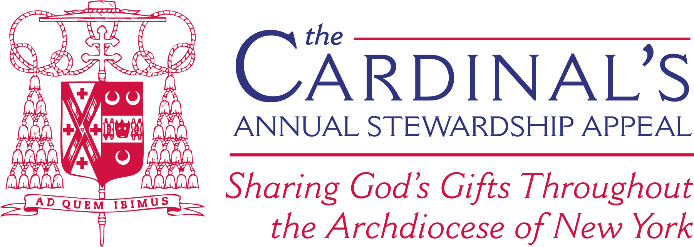 the
CARDINAL'S
ANNUAL STEWARDSHIP APPEAL
Sharing God's Gifts Throughout
the Archdiocese of New York
AD QUEM IBIMUS